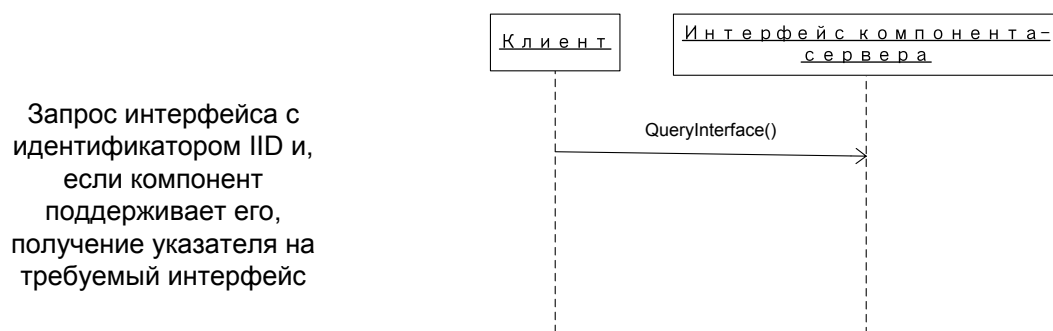 Запрос интерфейса с
идентификатором IID и,
если компонент
поддерживает его,
получение указателя на
требуемый интерфейс
Клиент
Интерфейс компонента-
сервера
QueryInterface()